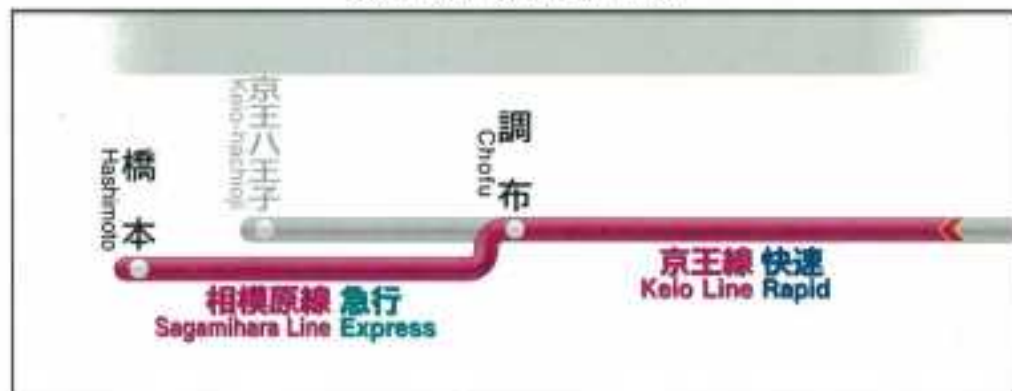 京王八王子
Keio-hachioji
橋本
Hashimoto
調布
Chofu
相模原線 急行
Sagamihara Line Express
京王線 快速
Keio Line Rapid